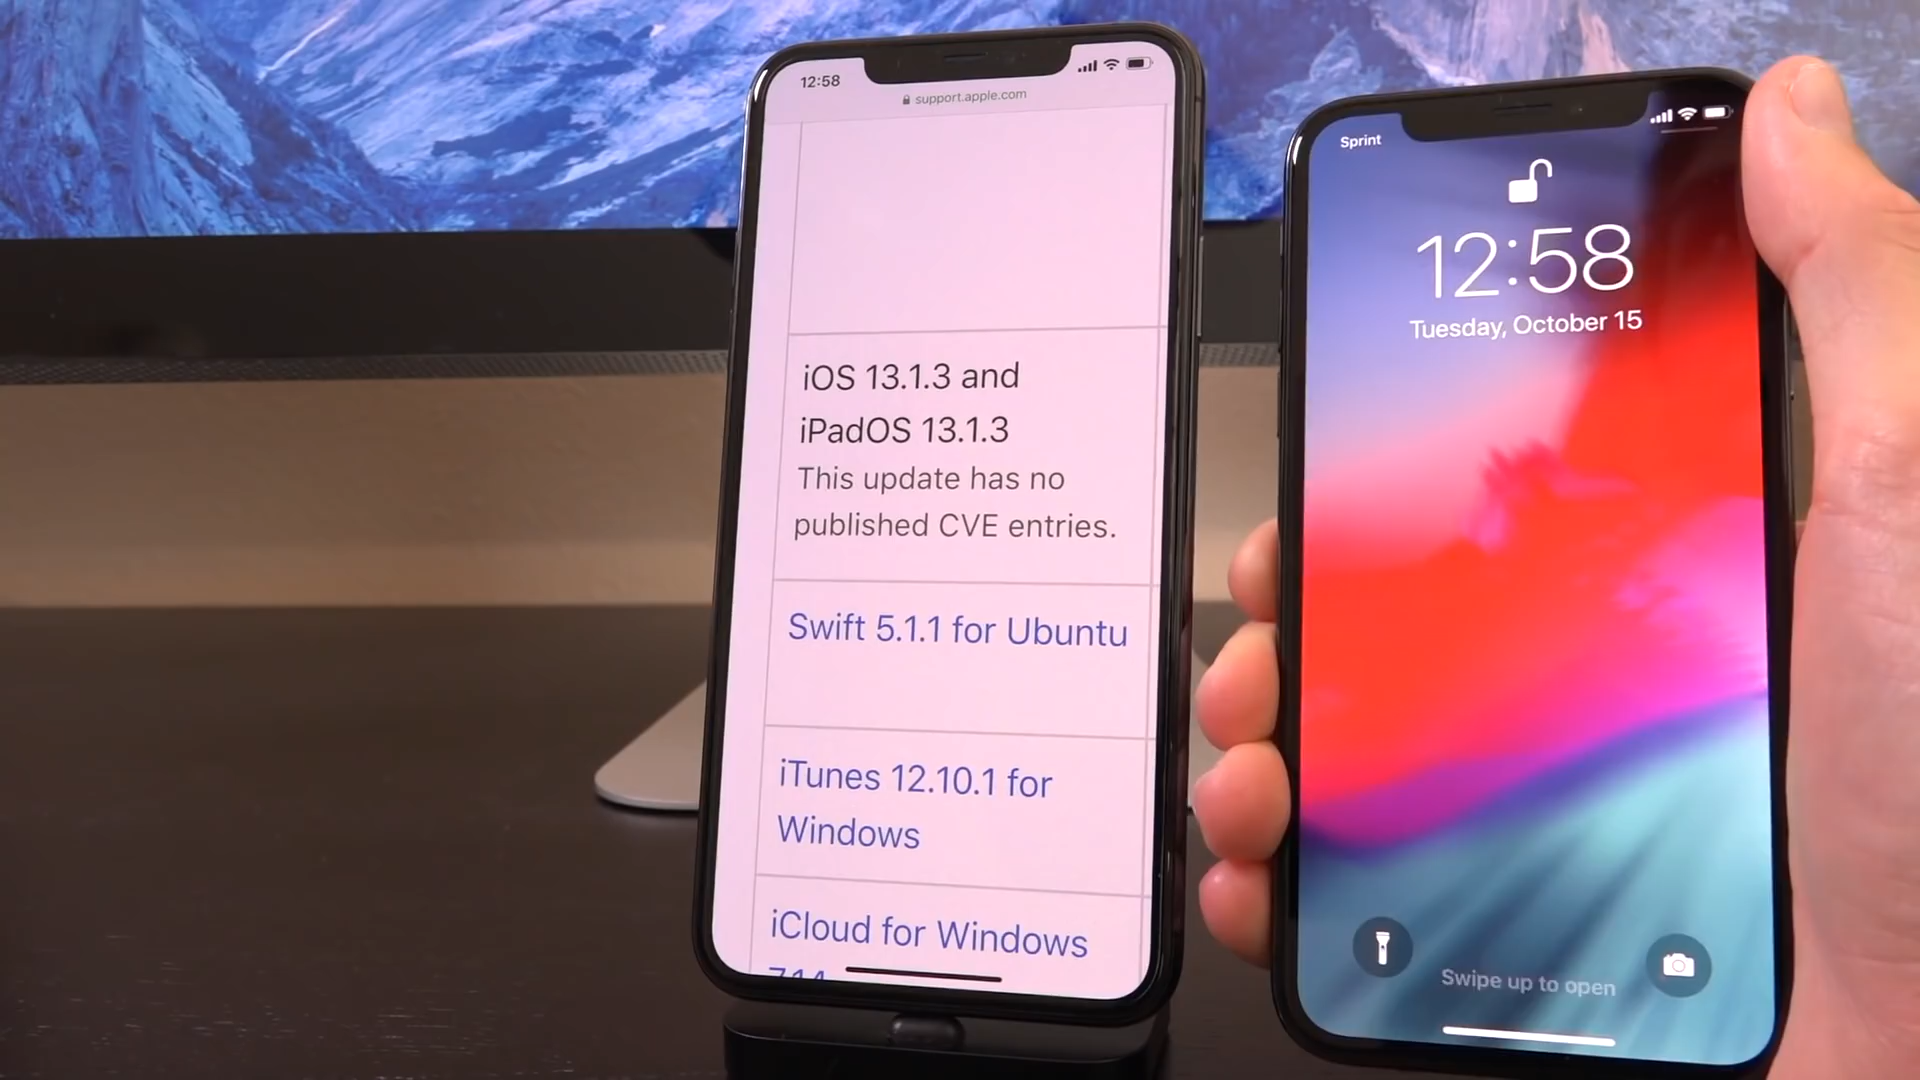 12:58
support.apple.com
iOS 13.1.3 and
iPadOS 13.1.3
This update has no
published CVE entries.
Swift 5.1.1 for Ubuntu
iTunes 12.10.1 for
Windows
iCloud for Windows
Sprint
12:58
Tuesday, October 15
Swipe up to open